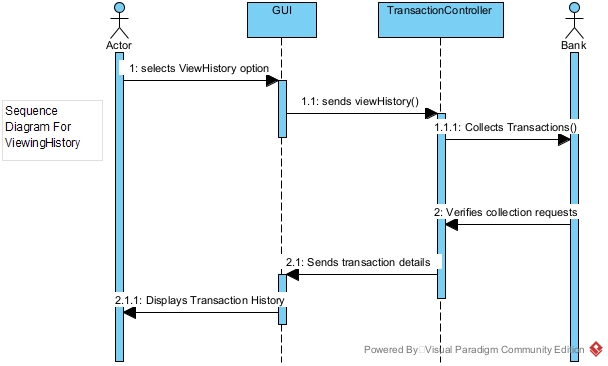 GUI
TransactionController
Actor
Bank
1: selects ViewHistory option
1.1: sends viewHistory()
Sequence
Diagram For
ViewingHistory
1.1.1: Collects Transactions()
2: Verifies collection requests
2.1: Sends transaction details
2.1.1: Displays Transaction History
Powered By Visual Paradigm Community Edition